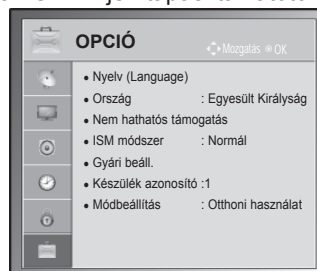 OPCIÓ
Mozgatás OK
• Nyelv (Language)
• Ország : Egyesült Királyság
• Nem hathatós támogatás
• ISM módszer : Normál
• Gyári beáll.
• Készülék azonosító :1
• Módbeállítás : Otthoni használat